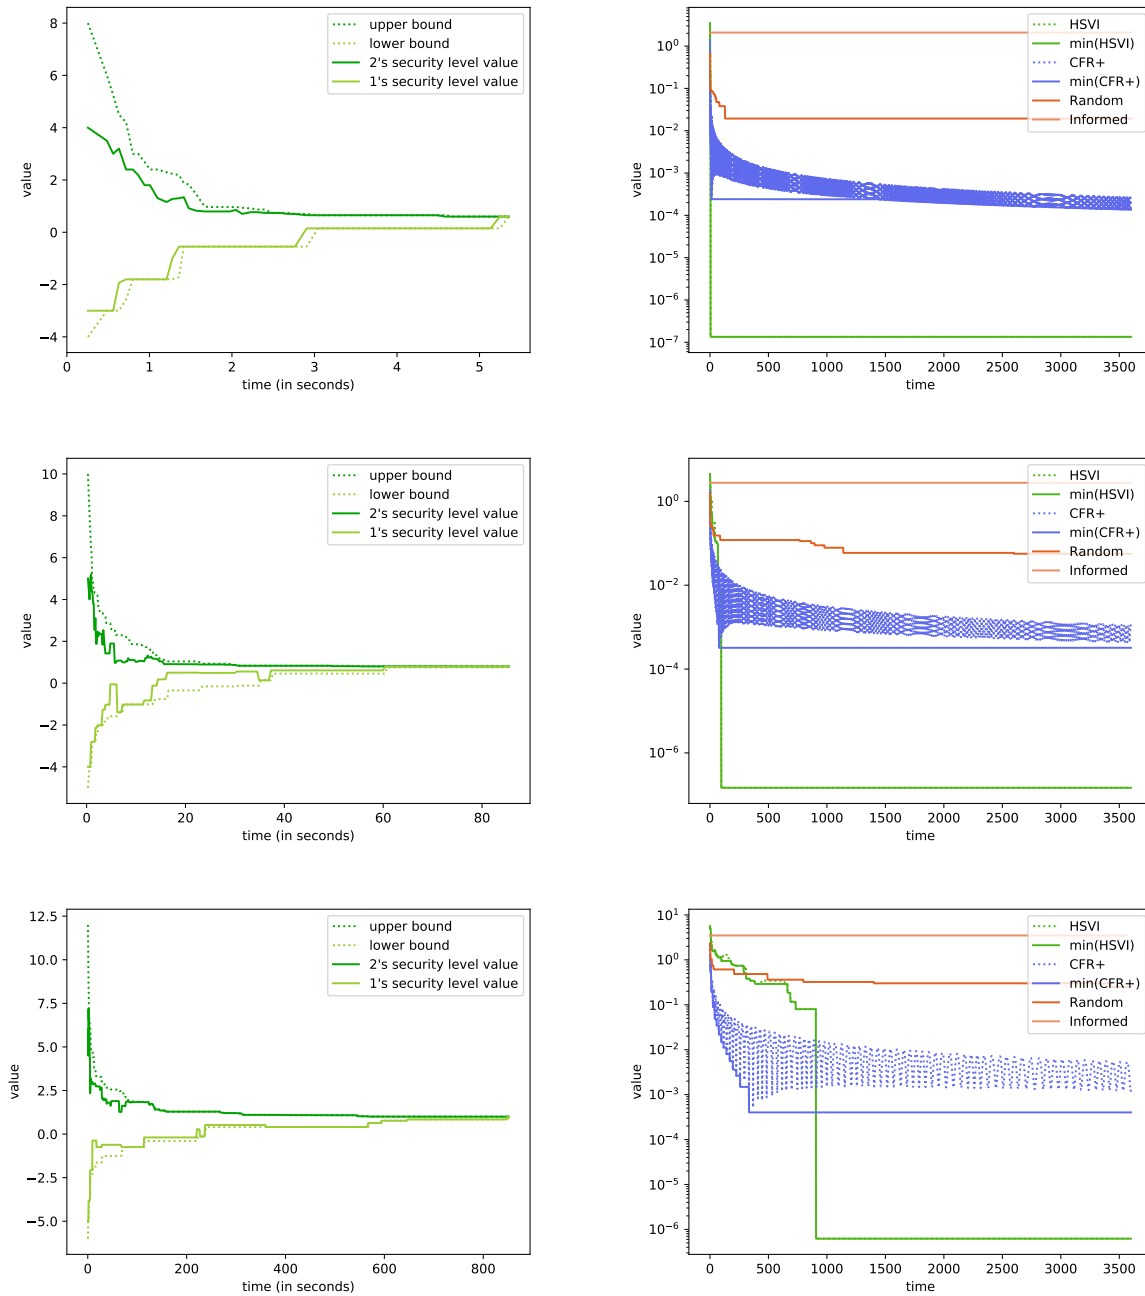 8
6
4
2
0
−2
−4
value
0
1
2
3
4
5
time (in seconds)
upper bound
lower bound
2's security level value
1's security level value
10⁰
10⁻¹
10⁻²
10⁻³
10⁻⁴
10⁻⁵
10⁻⁶
10⁻⁷
value
0
500
1000
1500
2000
2500
3000
3500
time
HSVI
min(HSVI)
CFR+
min(CFR+)
Random
Informed
10
8
6
4
2
0
−2
−4
value
0
20
40
60
80
time (in seconds)
upper bound
lower bound
2's security level value
1's security level value
10⁰
10⁻²
10⁻⁴
10⁻⁶
value
0
500
1000
1500
2000
2500
3000
3500
time
HSVI
min(HSVI)
CFR+
min(CFR+)
Random
Informed
12.5
10.0
7.5
5.0
2.5
0.0
−2.5
−5.0
value
0
200
400
600
800
time (in seconds)
upper bound
lower bound
2's security level value
1's security level value
10¹
10⁰
10⁻¹
10⁻²
10⁻³
10⁻⁴
10⁻⁵
10⁻⁶
value
0
500
1000
1500
2000
2500
3000
3500
time
HSVI
min(HSVI)
CFR+
min(CFR+)
Random
Informed